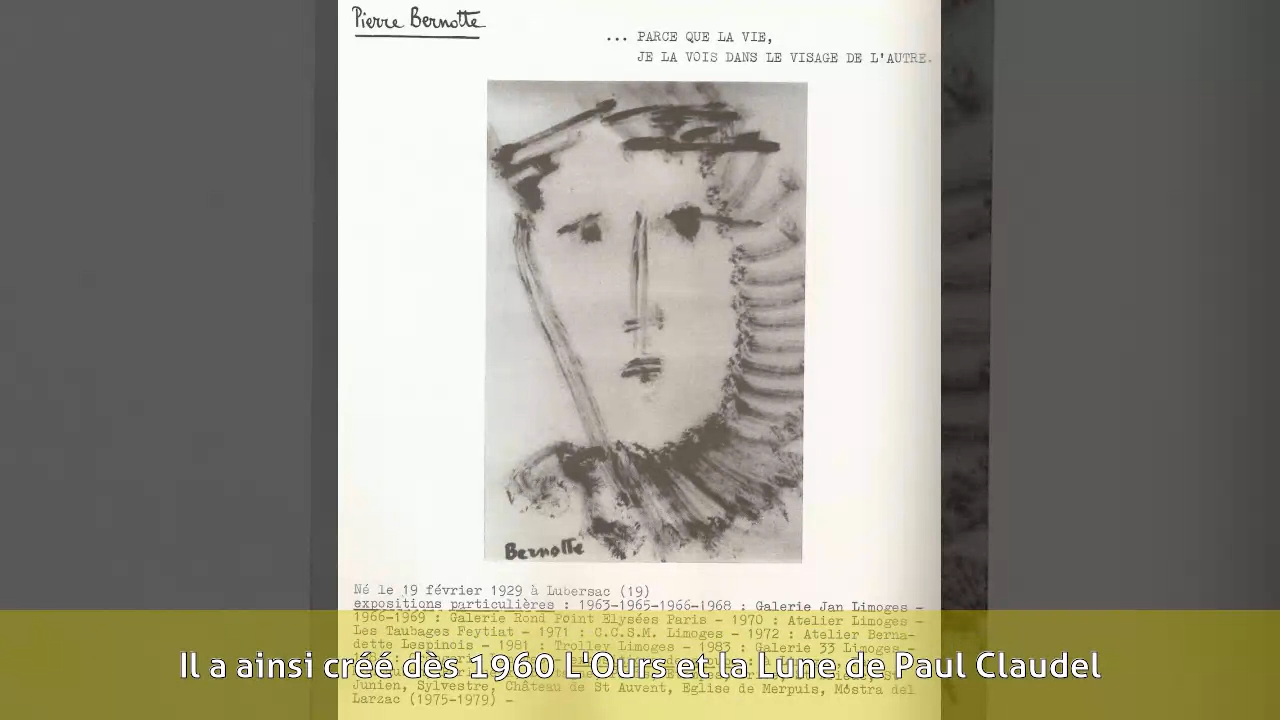 Pierre Bernotte
... PARCE QUE LA VIE,
JE LA VOIS DANS LE VISAGE DE L'AUTRE.
Bernotte
Né le 19 février 1929 à Lubersac (19)
expositions particulières : 1963-1965-1966-1968 : Galerie Jan Limoges -
1966-1969 : Galerie Rond Point Elysées Paris - 1970 : Atelier Limoges -
Les Taubages Feytiat - 1971 : C.C.S.M. Limoges - 1972 : Atelier Berna-
dette Lespinois - 1981 : Trolley Limoges - 1983 : Galerie 33 Limoges -
Il a ainsi créé dès 1960 L Ours et la Lune de Paul Claudel
Junien, Sylvestre, Château de St Auvent, Eglise de Merpuis, Mostra del
Larzac (1975-1979) -